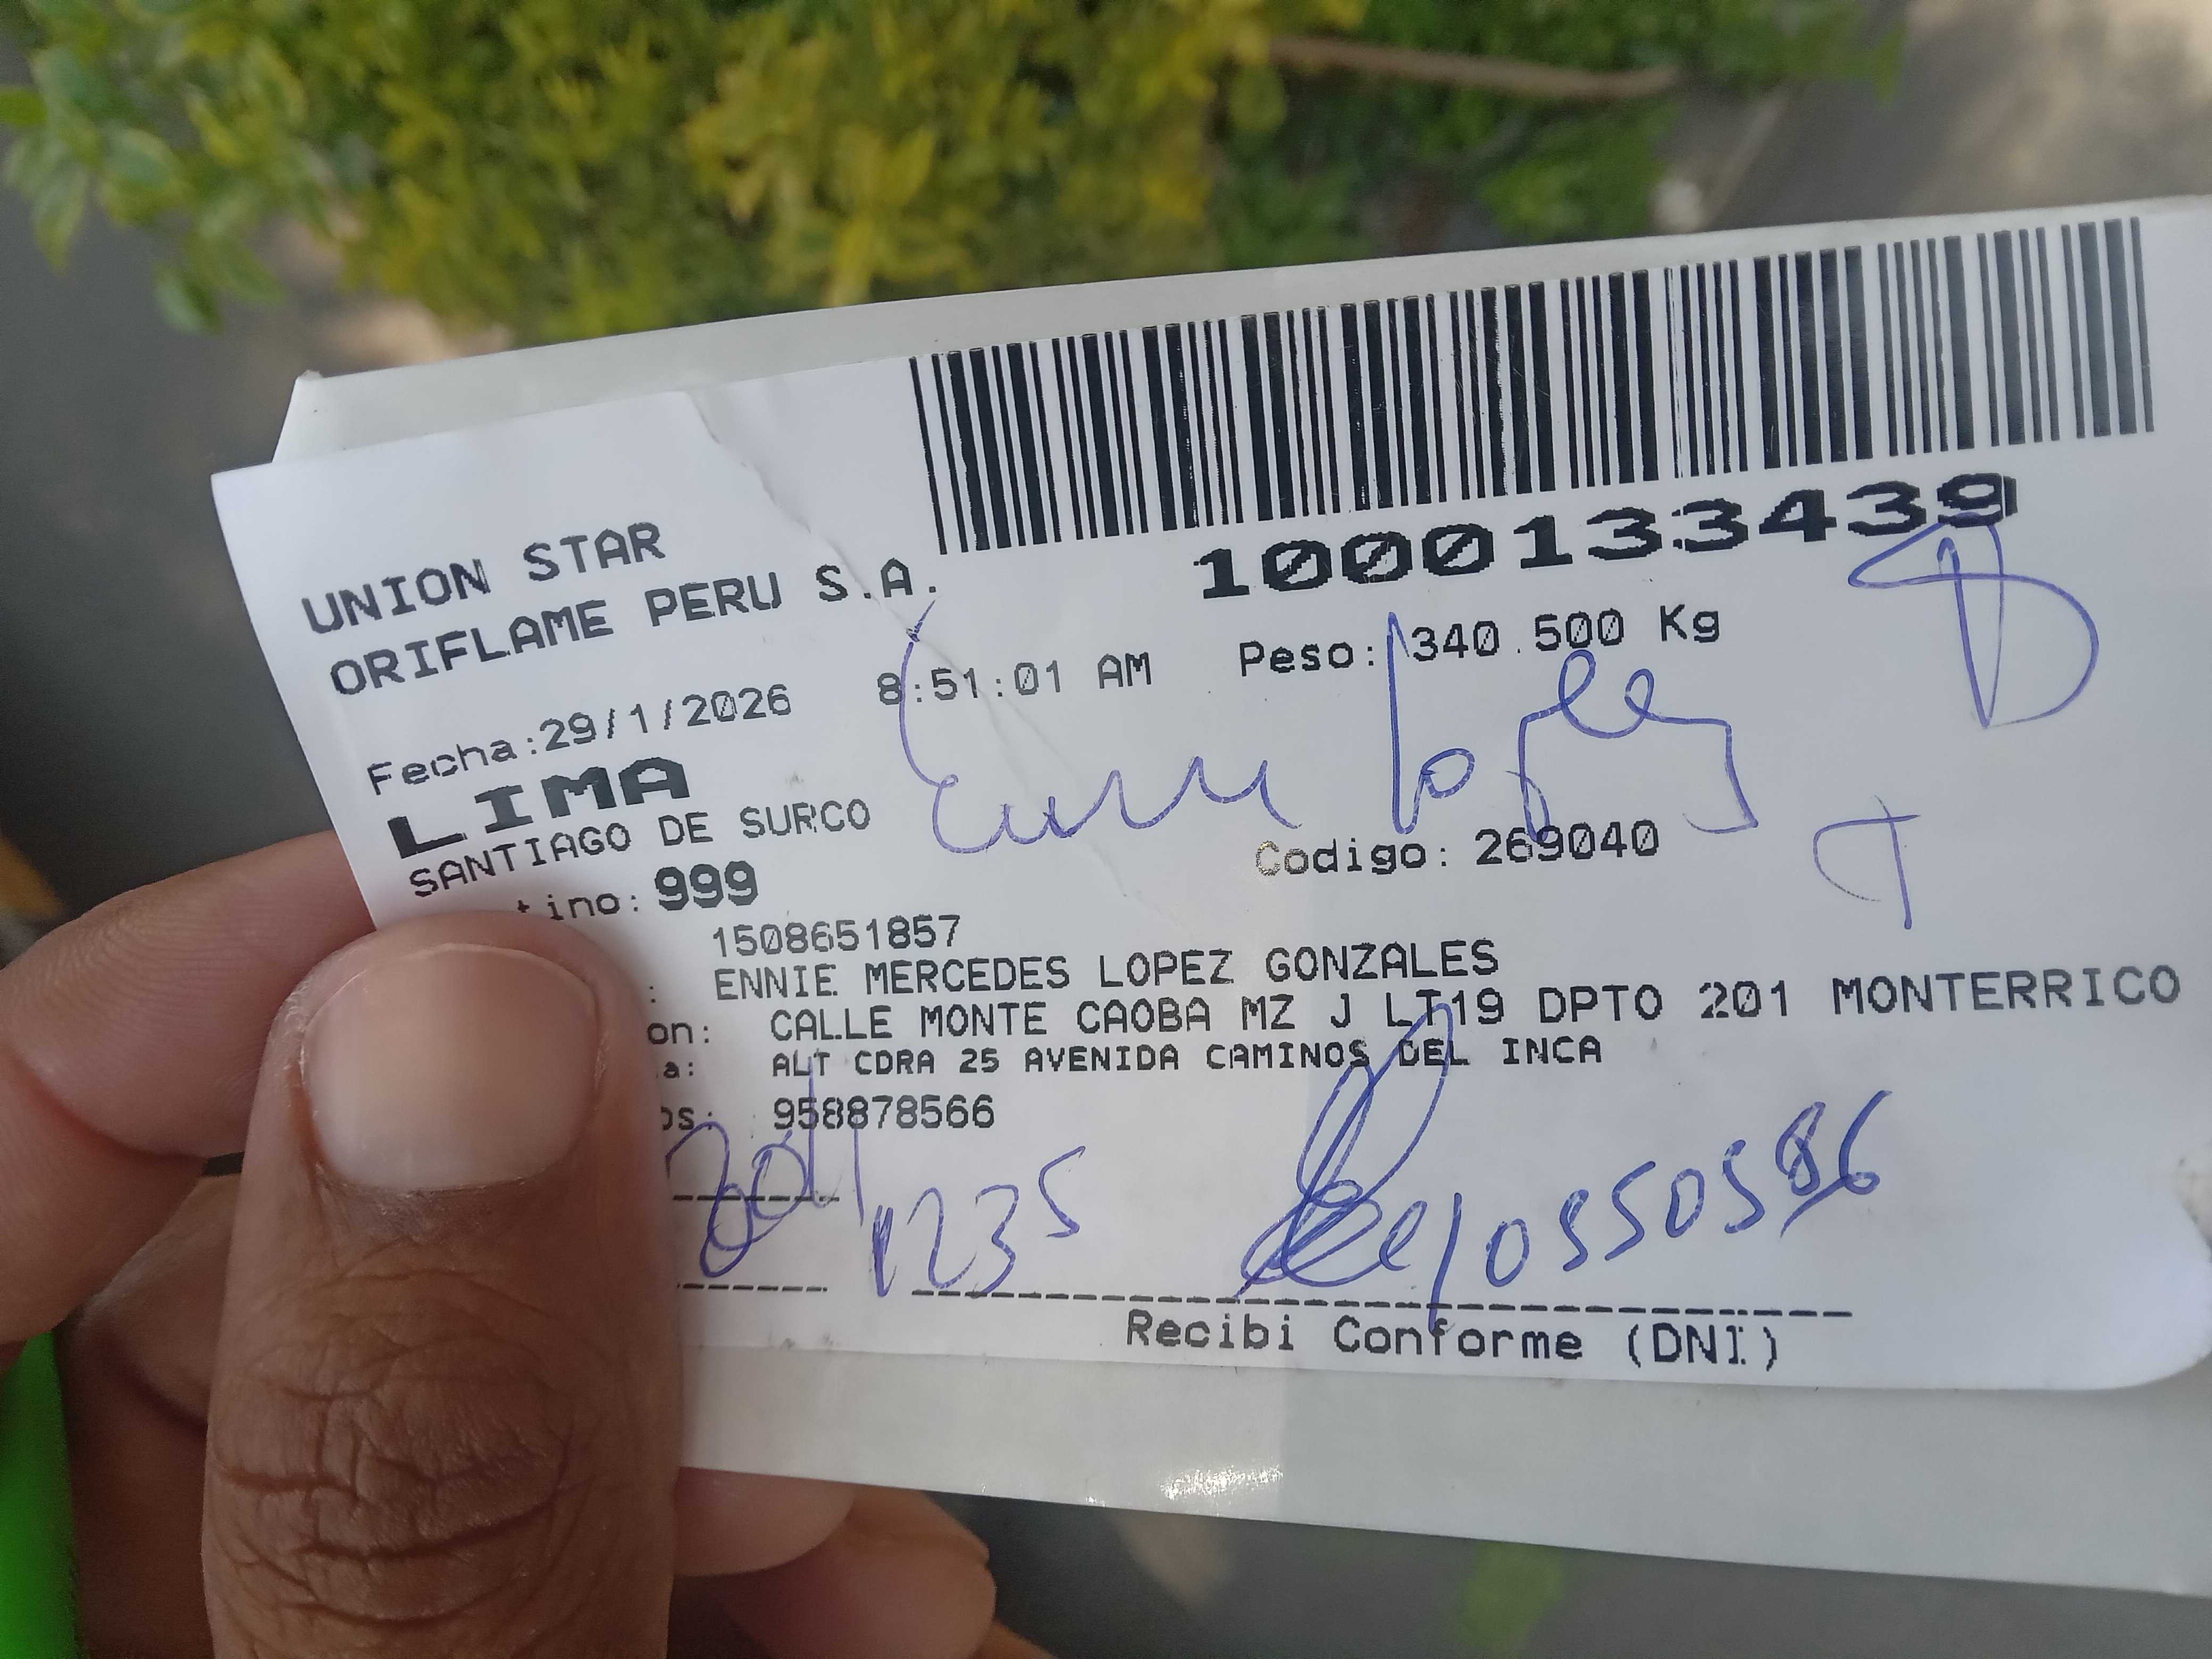 1000133439
UNION STAR
ORIFLAME PERU S.A.
Fecha:29/1/2026 8:51:01 AM Peso: 340.500 Kg
LIMA
SANTIAGO DE SURCO
tino: 999 Codigo: 269040
1508651857
: ENNIE MERCEDES LOPEZ GONZALES
on: CALLE MONTE CAOBA MZ J LT19 DPTO 201 MONTERRICO
a: ALT CDRA 25 AVENIDA CAMINOS DEL INCA
os: 958878566
1235
Recibi Conforme (DNI)